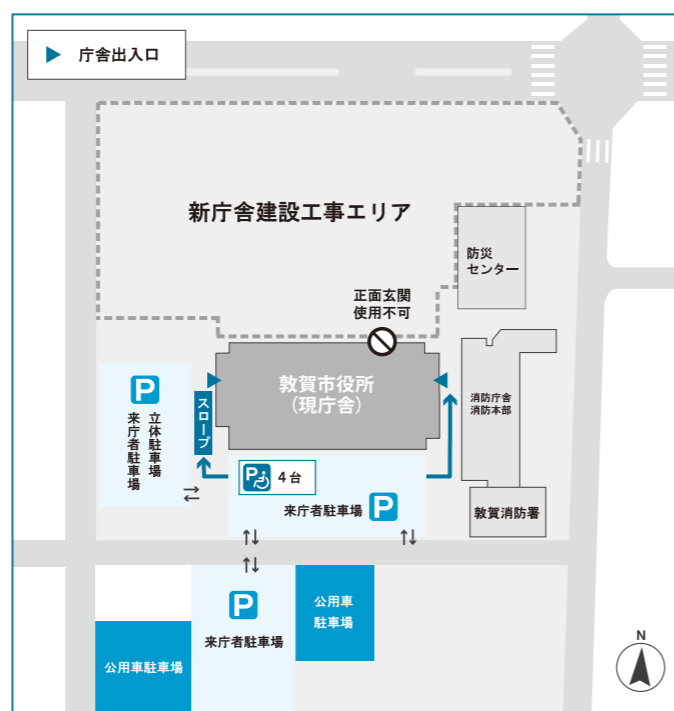 庁舎出入口
新庁舎建設工事エリア
防災
センター
正面玄関
使用不可
敦賀市役所
(現庁舎)
消防庁舎
消防本部
P
立体駐車場
来庁者駐車場
スロープ
P
4台
来庁者駐車場
P
敦賀消防署
P
来庁者駐車場
公用車
駐車場
公用車駐車場
N